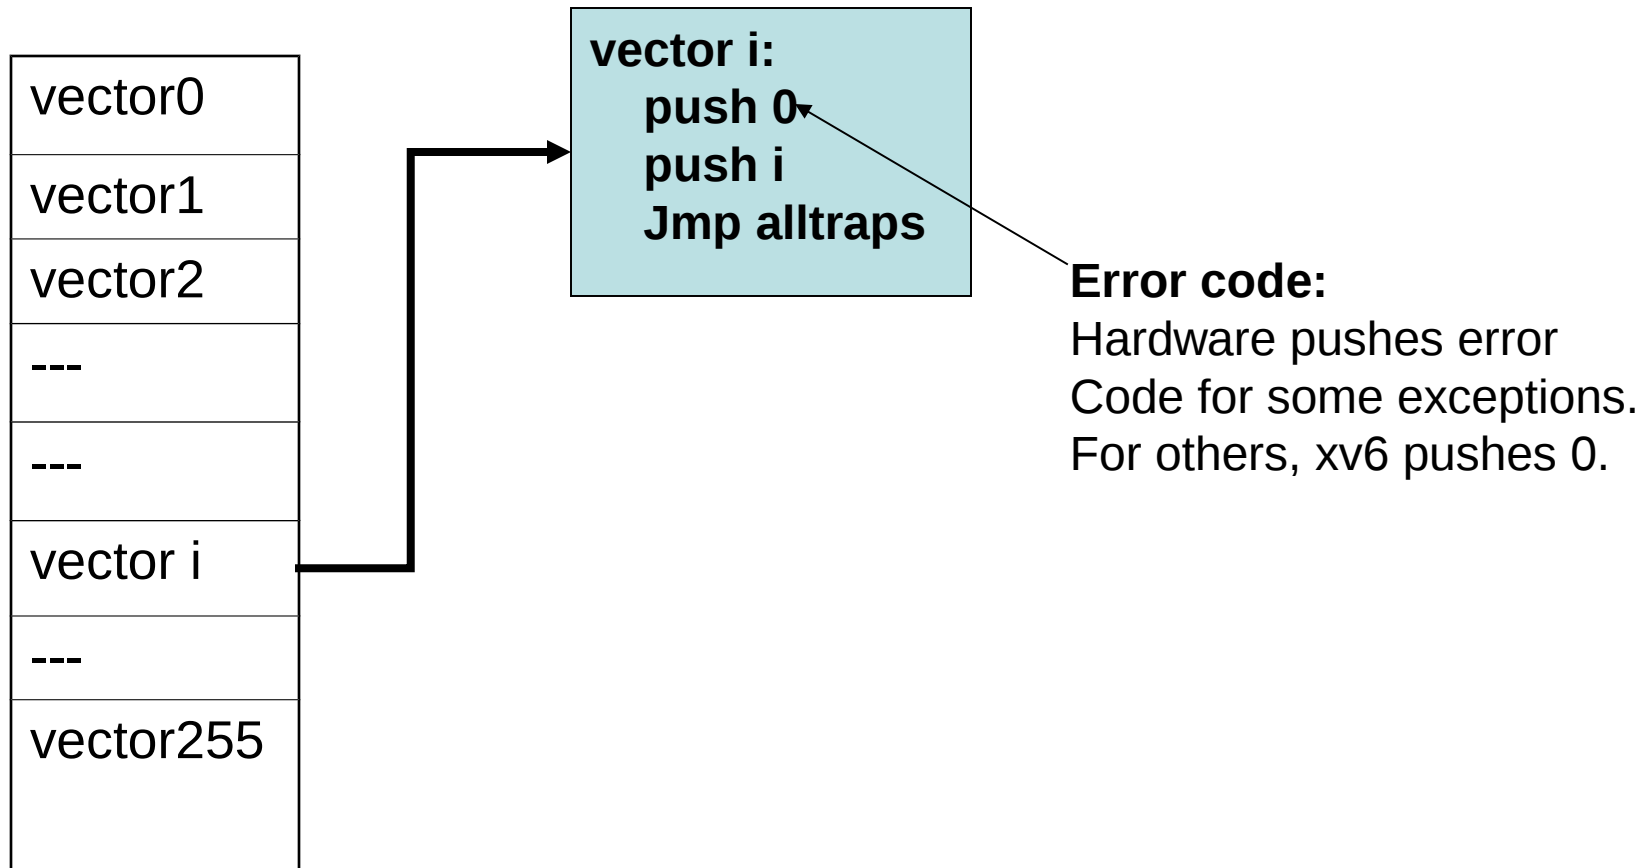 vector0
vector1
vector2
---
---
vector i
---
vector255
vector i:
push 0
push i
Jmp alltraps
Error code:
Hardware pushes error
Code for some exceptions.
For others, xv6 pushes 0.